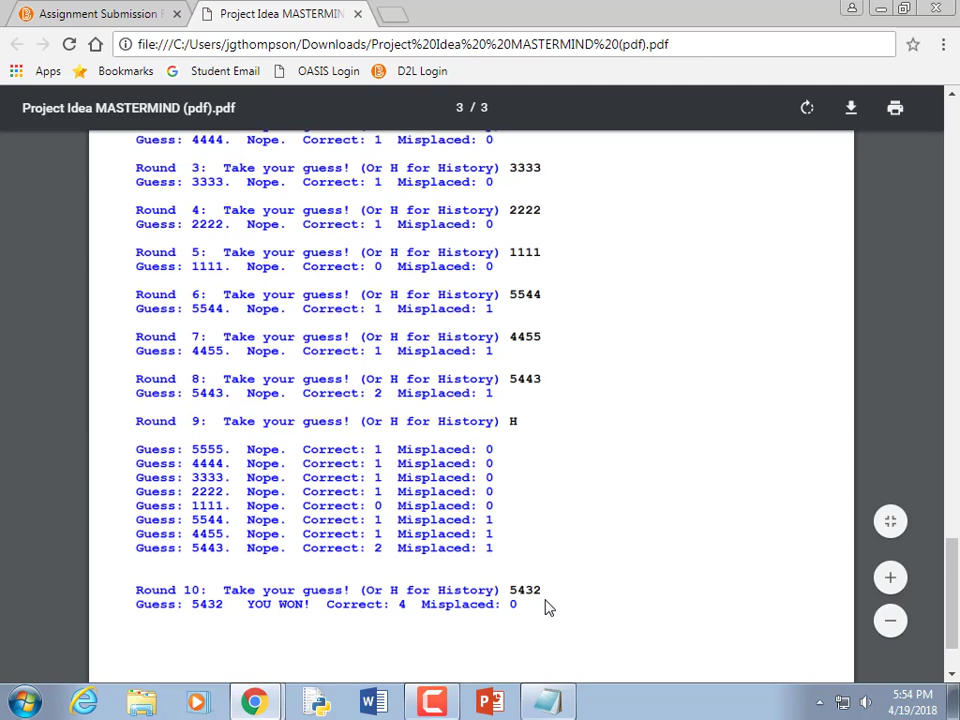 Assignment Submission
Project Idea MASTERMIND
file:///C:/Users/jgthompson/Downloads/Project%20Idea%20%20MASTERMIND%20(pdf).pdf
Apps Bookmarks Student Email OASIS Login D2L Login
Project Idea MASTERMIND (pdf).pdf 3 / 3
Guess: 4444. Nope. Correct: 1 Misplaced: 0
Round 3: Take your guess! (Or H for History) 3333
Guess: 3333. Nope. Correct: 1 Misplaced: 0
Round 4: Take your guess! (Or H for History) 2222
Guess: 2222. Nope. Correct: 1 Misplaced: 0
Round 5: Take your guess! (Or H for History) 1111
Guess: 1111. Nope. Correct: 0 Misplaced: 0
Round 6: Take your guess! (Or H for History) 5544
Guess: 5544. Nope. Correct: 1 Misplaced: 1
Round 7: Take your guess! (Or H for History) 4455
Guess: 4455. Nope. Correct: 1 Misplaced: 1
Round 8: Take your guess! (Or H for History) 5443
Guess: 5443. Nope. Correct: 2 Misplaced: 1
Round 9: Take your guess! (Or H for History) H
Guess: 5555. Nope. Correct: 1 Misplaced: 0
Guess: 4444. Nope. Correct: 1 Misplaced: 0
Guess: 3333. Nope. Correct: 1 Misplaced: 0
Guess: 2222. Nope. Correct: 1 Misplaced: 0
Guess: 1111. Nope. Correct: 0 Misplaced: 0
Guess: 5544. Nope. Correct: 1 Misplaced: 1
Guess: 4455. Nope. Correct: 1 Misplaced: 1
Guess: 5443. Nope. Correct: 2 Misplaced: 1
Round 10: Take your guess! (Or H for History) 5432
Guess: 5432 YOU WON! Correct: 4 Misplaced: 0
5:54 PM
4/19/2018